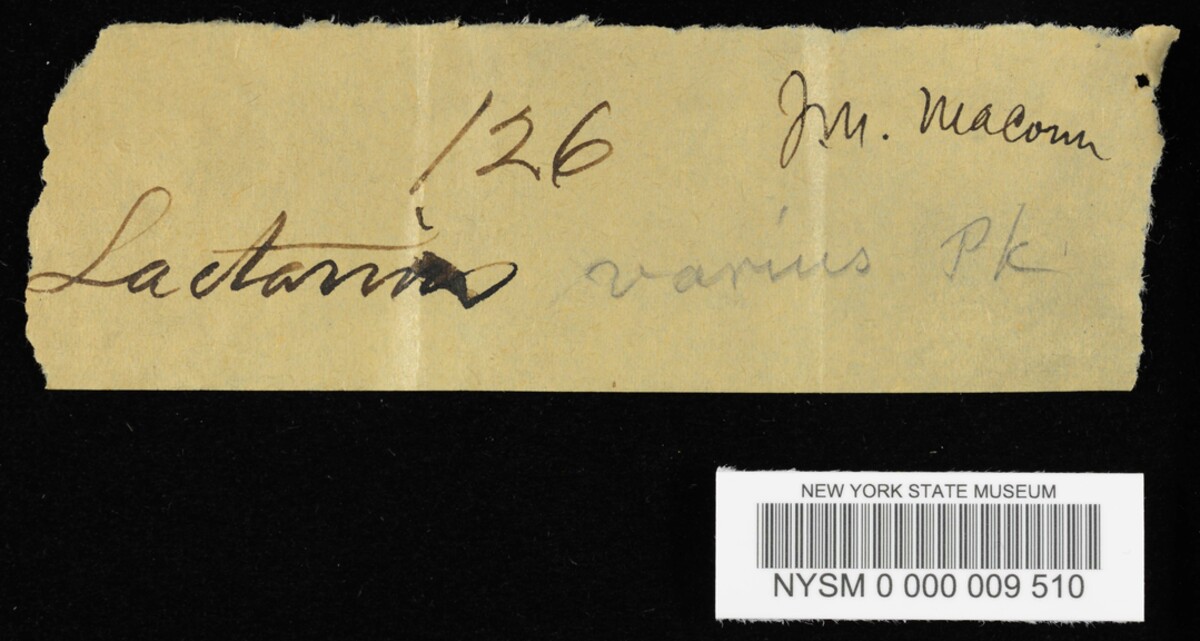 126 J.M. Macoun
Lactarius varius Pk
NEW YORK STATE MUSEUM
NYSM 0 000 009 510